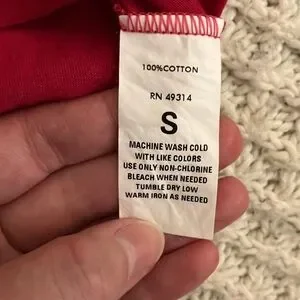 100%COTTON
RN 49314
S
MACHINE WASH COLD
WITH LIKE COLORS
USE ONLY NON-CHLORINE
BLEACH WHEN NEEDED
TUMBLE DRY LOW
WARM IRON AS NEEDED